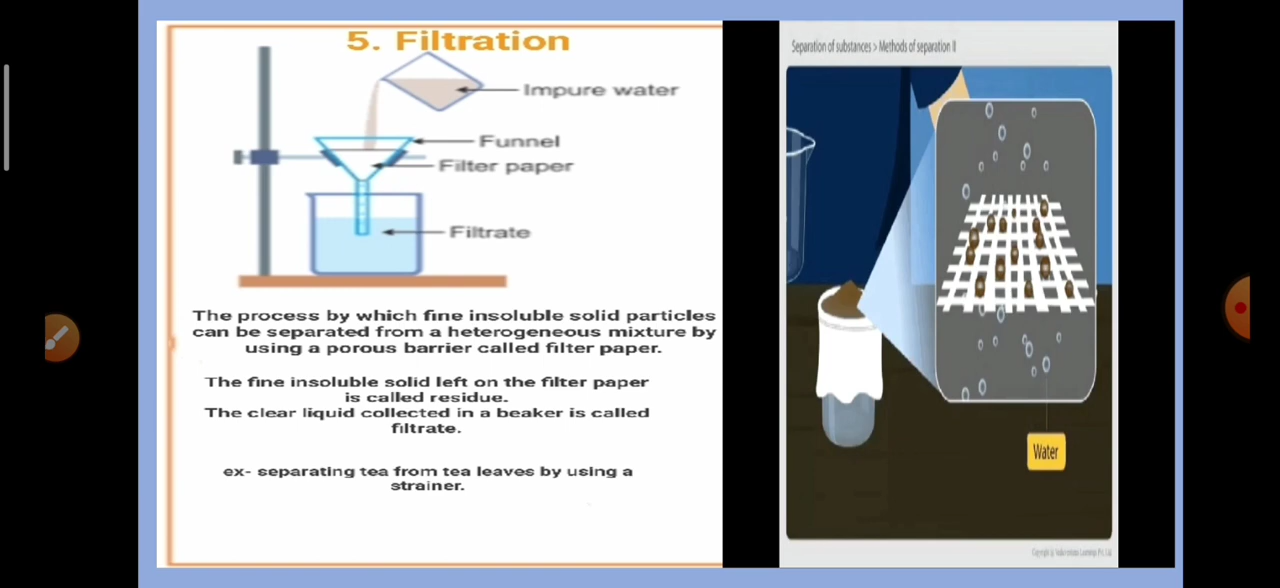 5. Filtration
Impure water
Funnel
Filter paper
Filtrate
The process by which fine insoluble solid particles
can be separated from a heterogeneous mixture by
using a porous barrier called filter paper.
The fine insoluble solid left on the filter paper
is called residue.
The clear liquid collected in a beaker is called
filtrate.
ex- separating tea from tea leaves by using a
strainer.
Separation of substances > Methods of separation II
Water